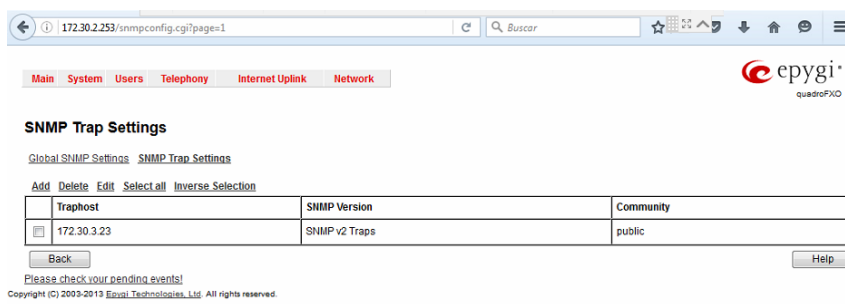 172.30.2.253/snmpconfig.cgi?page=1
Buscar
Main System Users Telephony Internet Uplink Network
epygi
quadroFXO
SNMP Trap Settings
Global SNMP Settings SNMP Trap Settings
Add Delete Edit Select all Inverse Selection
Traphost SNMP Version Community
172.30.3.23 SNMP v2 Traps public
Back Help
Please check your pending events!
Copyright (C) 2003-2013 Epygi Technologies, Ltd. All rights reserved.